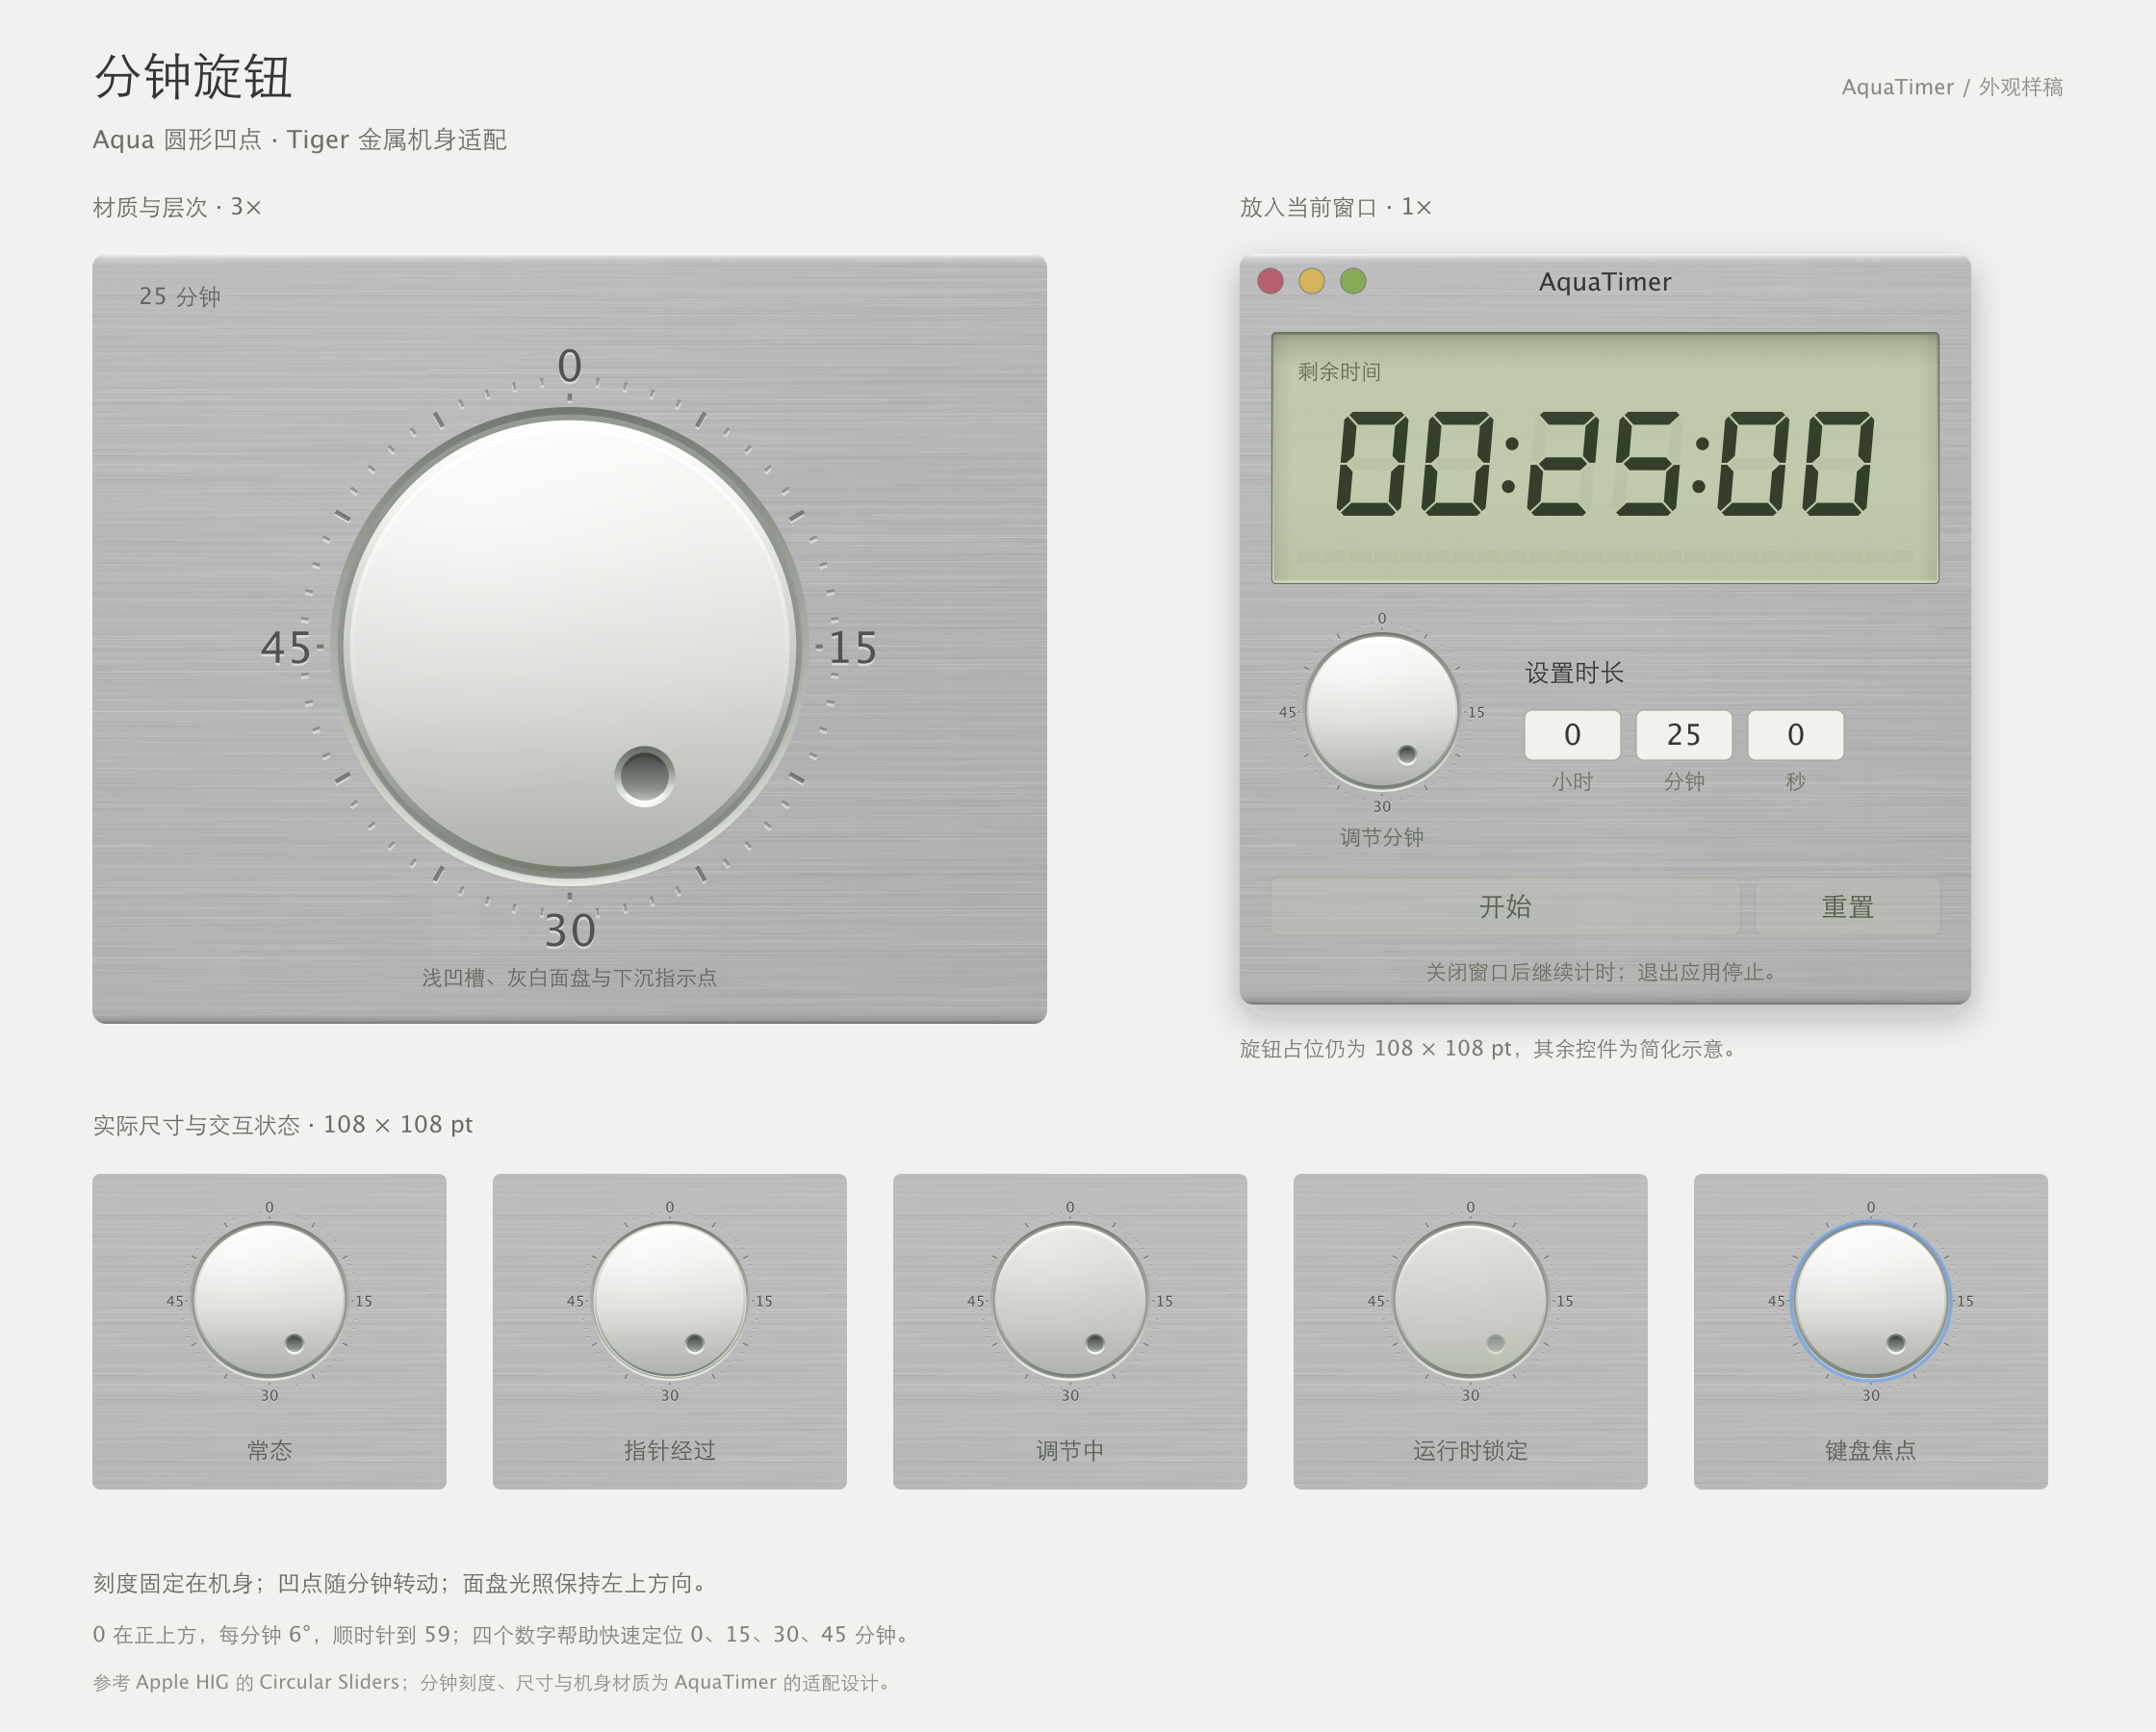 分钟旋钮
AquaTimer / 外观样稿
Aqua 圆形凹点 · Tiger 金属机身适配
材质与层次 · 3×
25 分钟
0
45
15
30
浅凹槽、灰白面盘与下沉指示点
放入当前窗口 · 1×
AquaTimer
剩余时间
00:25:00
0
45
15
30
调节分钟
设置时长
0 25 0
小时 分钟 秒
开始 重置
关闭窗口后继续计时；退出应用停止。
旋钮占位仍为 108 × 108 pt，其余控件为简化示意。
实际尺寸与交互状态 · 108 × 108 pt
0
45
15
30
常态
0
45
15
30
指针经过
0
45
15
30
调节中
0
45
15
30
运行时锁定
0
45
15
30
键盘焦点
刻度固定在机身；凹点随分钟转动；面盘光照保持左上方向。
0 在正上方，每分钟 6°，顺时针到 59；四个数字帮助快速定位 0、15、30、45 分钟。
参考 Apple HIG 的 Circular Sliders；分钟刻度、尺寸与机身材质为 AquaTimer 的适配设计。